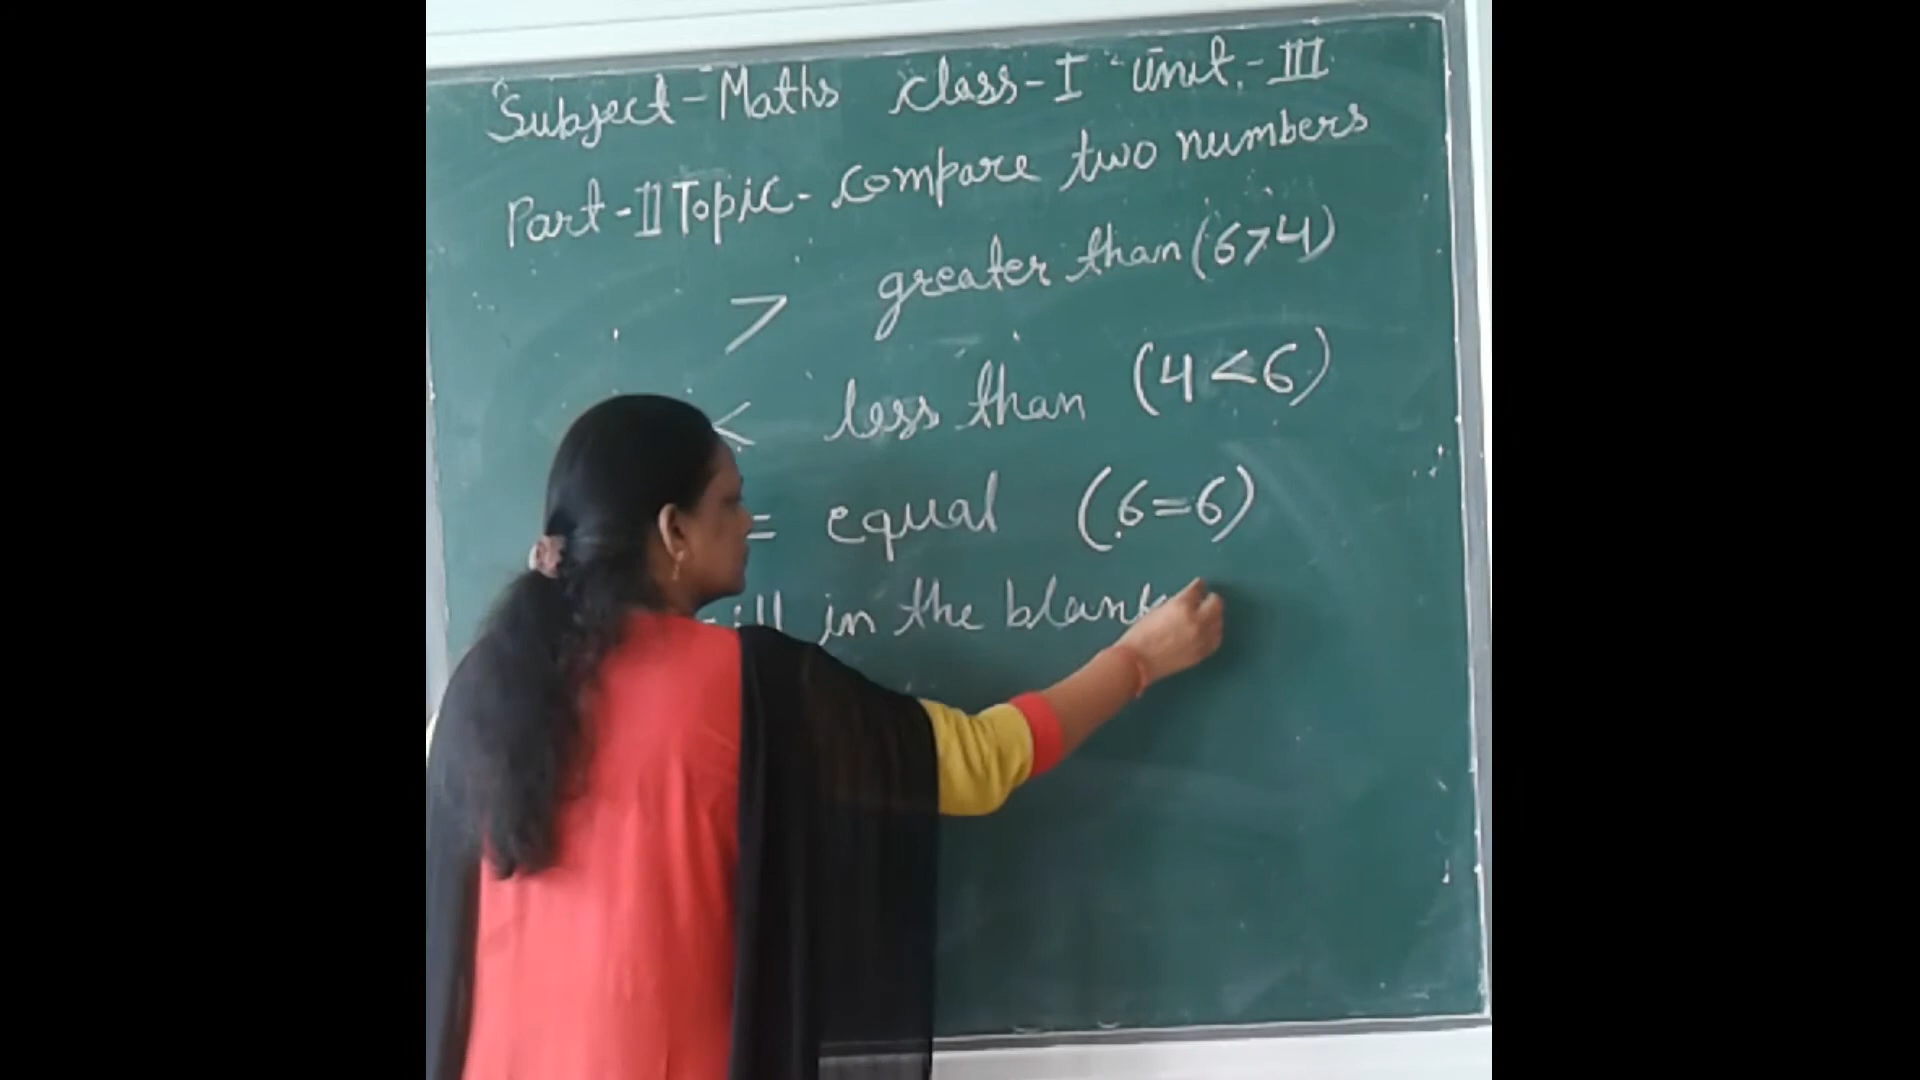 Subject - Maths Class - I Unit - III
Part - II Topic - Compare two numbers
> greater than (6>4)
< less than (4<6)
= equal (6=6)
in the